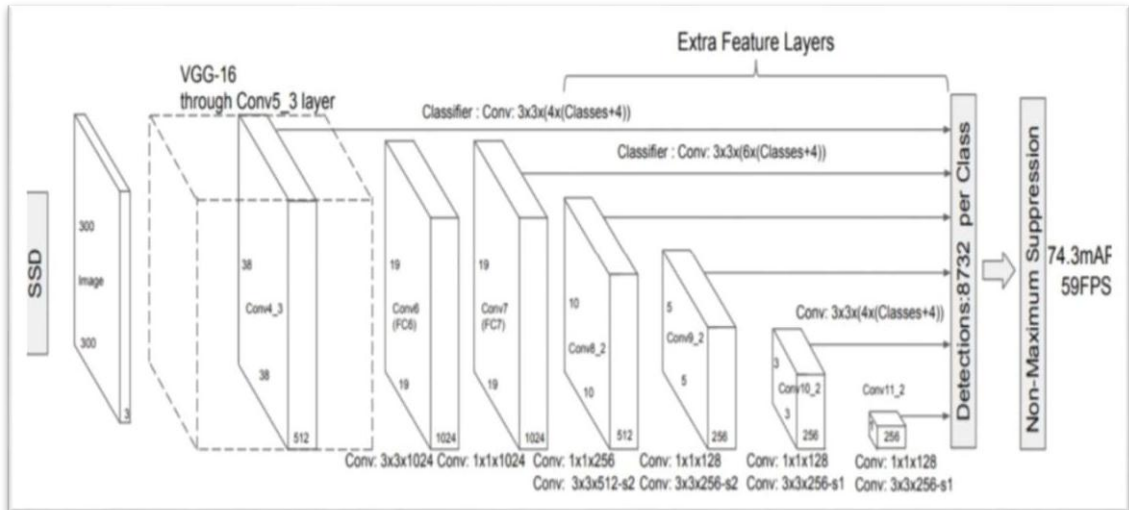 Extra Feature Layers
VGG-16
through Conv5_3 layer
Classifier : Conv: 3x3x(4x(Classes+4))
Classifier : Conv: 3x3x(6x(Classes+4))
SSD
300
Image
300
3
38
Conv4_3
38
512
19
Conv6
(FC6)
19
1024
19
Conv7
(FC7)
19
1024
10
Conv8_2
10
512
5
Conv9_2
5
256
Conv: 3x3x(4x(Classes+4))
3
Conv10_2
3
256
Conv11_2
1
256
Detections:8732 per Class
Non-Maximum Suppression
74.3mAP
59FPS
Conv: 3x3x1024
Conv: 1x1x1024
Conv: 1x1x256
Conv: 3x3x512-s2
Conv: 1x1x128
Conv: 3x3x256-s2
Conv: 1x1x128
Conv: 3x3x256-s1
Conv: 1x1x128
Conv: 3x3x256-s1